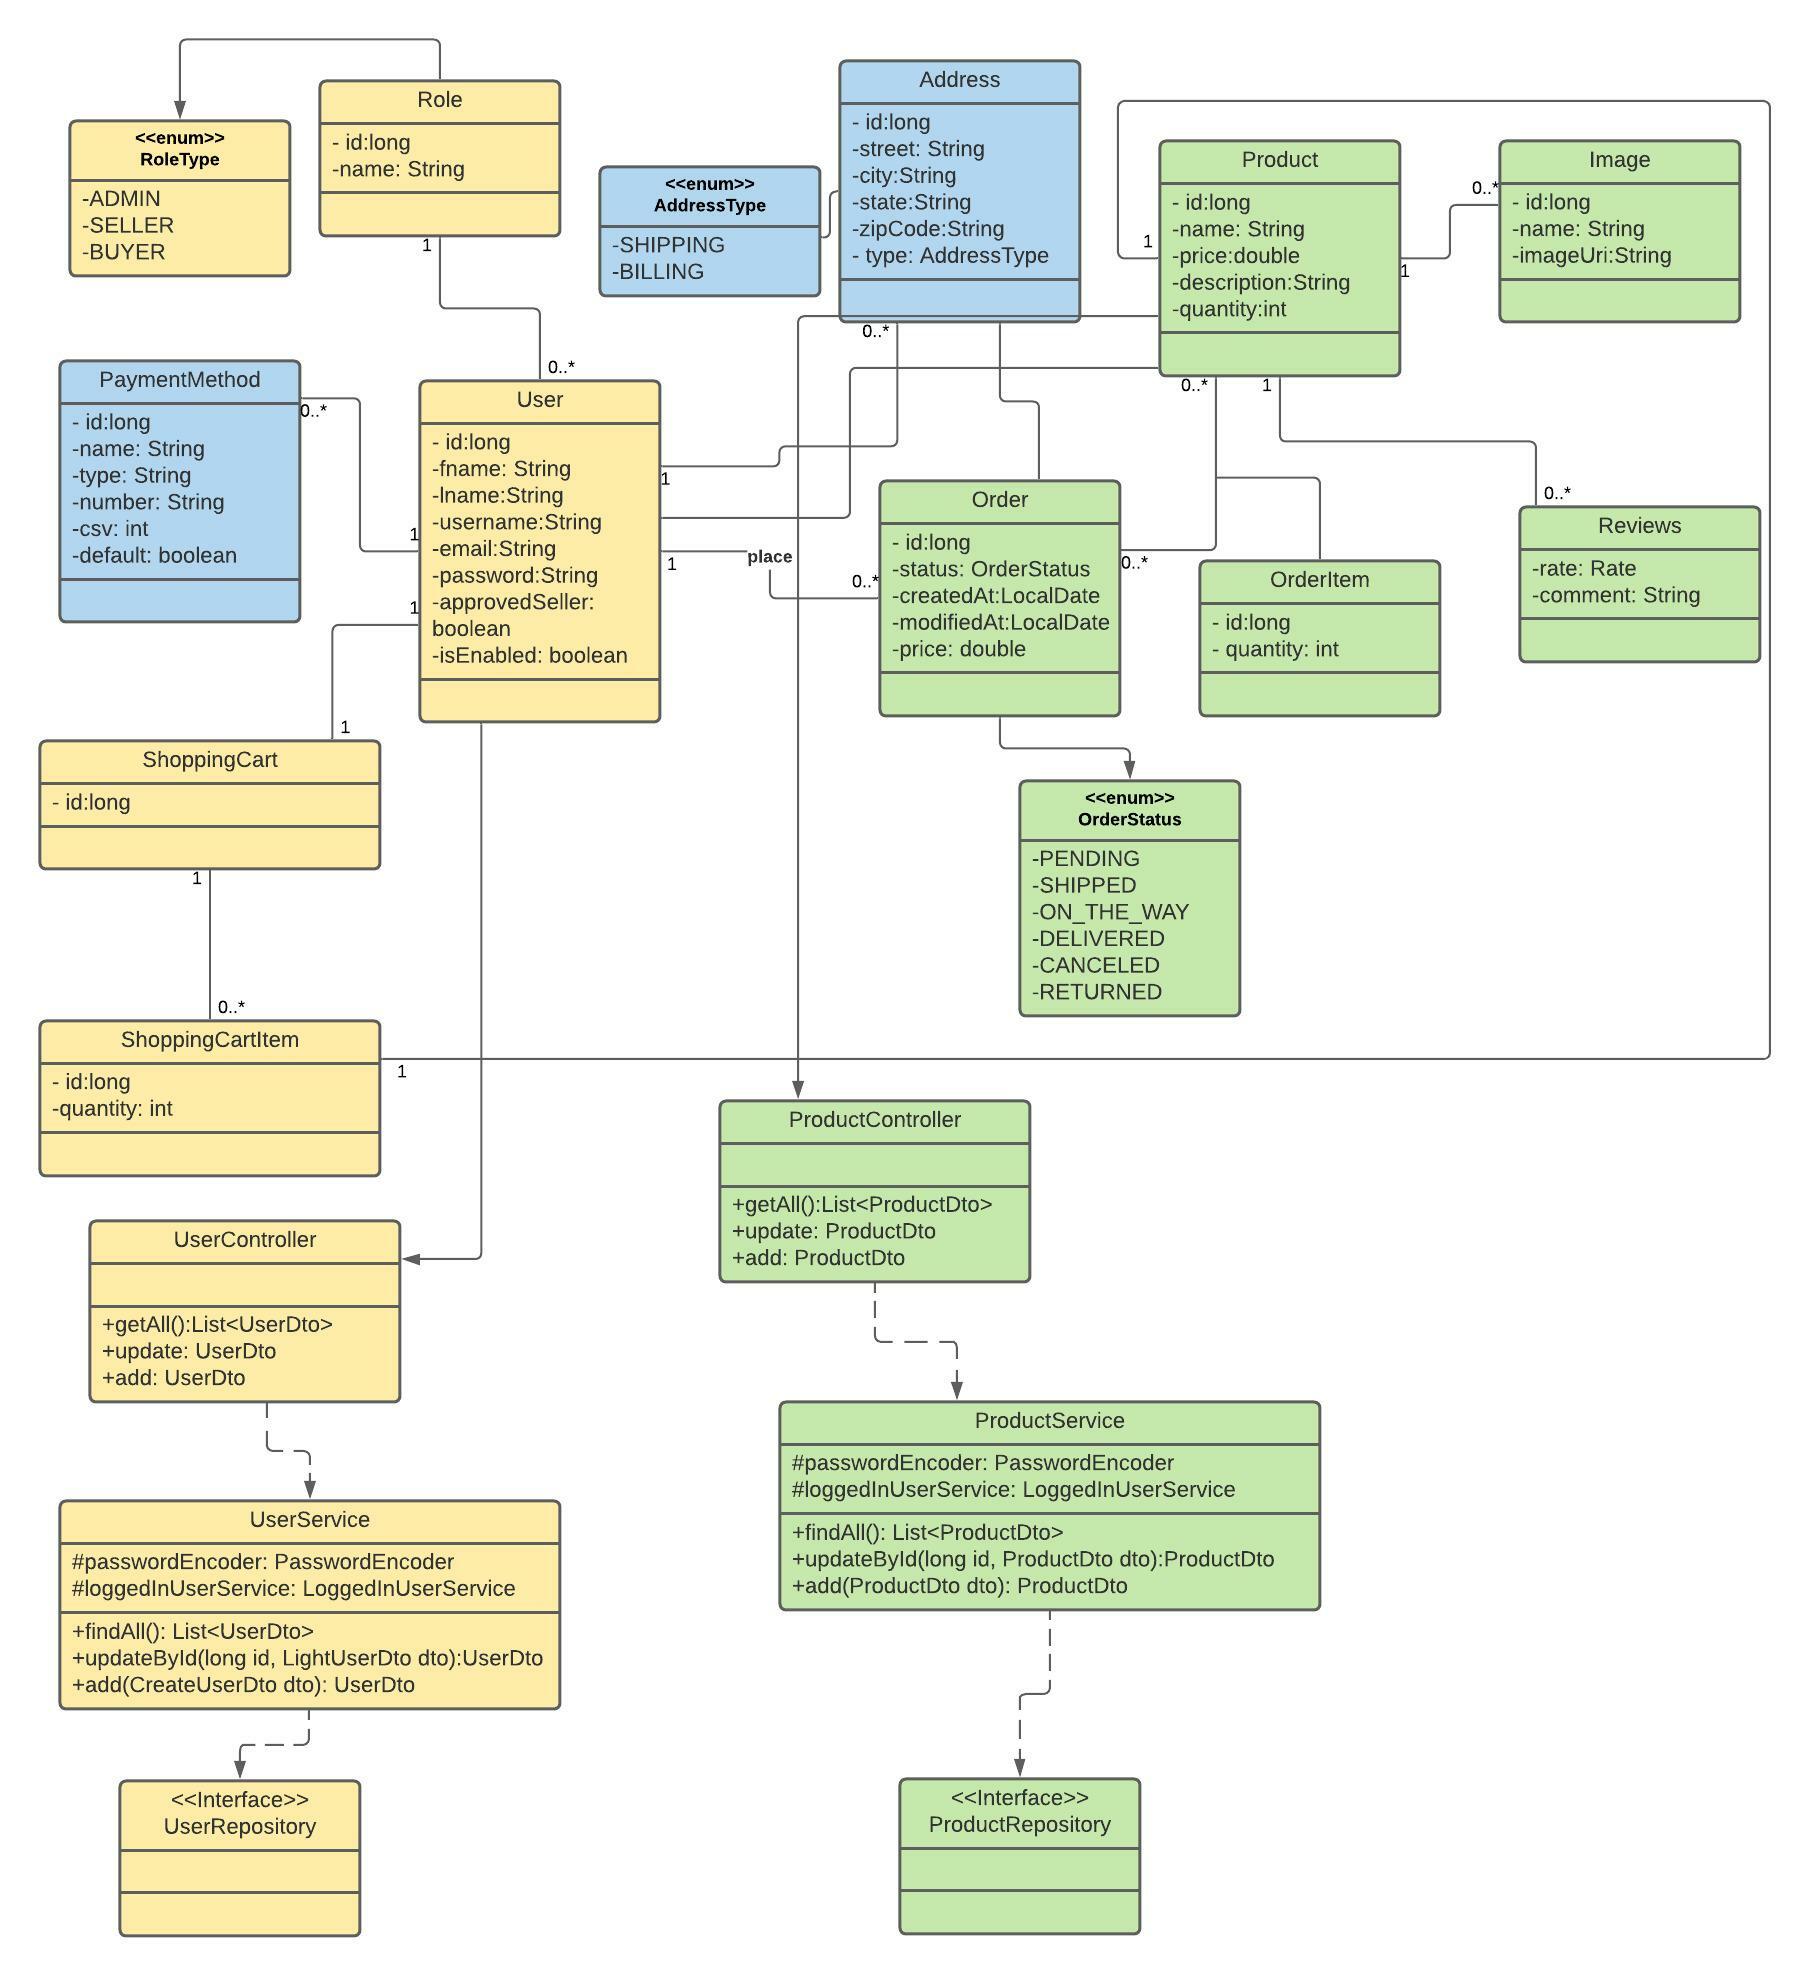 Role
- id:long
-name: String
1
<<enum>>
RoleType
-ADMIN
-SELLER
-BUYER
Address
- id:long
-street: String
-city:String
-state:String
-zipCode:String
- type: AddressType
0..*
<<enum>>
AddressType
-SHIPPING
-BILLING
Product
- id:long
-name: String
-price:double
-description:String
-quantity:int
1
1
0..*
1
Image
- id:long
-name: String
-imageUri:String
0..*
PaymentMethod
- id:long
-name: String
-type: String
-number: String
-csv: int
-default: boolean
0..*
0..*
User
- id:long
-fname: String
-lname:String
-username:String
-email:String
-password:String
-approvedSeller:
boolean
-isEnabled: boolean
1
1
1
1
place
0..*
Order
- id:long
-status: OrderStatus
-createdAt:LocalDate
-modifiedAt:LocalDate
-price: double
0..*
OrderItem
- id:long
- quantity: int
0..*
Reviews
-rate: Rate
-comment: String
1
ShoppingCart
- id:long
1
<<enum>>
OrderStatus
-PENDING
-SHIPPED
-ON_THE_WAY
-DELIVERED
-CANCELED
-RETURNED
0..*
ShoppingCartItem
- id:long
-quantity: int
1
ProductController
+getAll():List<ProductDto>
+update: ProductDto
+add: ProductDto
UserController
+getAll():List<UserDto>
+update: UserDto
+add: UserDto
ProductService
#passwordEncoder: PasswordEncoder
#loggedInUserService: LoggedInUserService
+findAll(): List<ProductDto>
+updateById(long id, ProductDto dto):ProductDto
+add(ProductDto dto): ProductDto
UserService
#passwordEncoder: PasswordEncoder
#loggedInUserService: LoggedInUserService
+findAll(): List<UserDto>
+updateById(long id, LightUserDto dto):UserDto
+add(CreateUserDto dto): UserDto
<<Interface>>
UserRepository
<<Interface>>
ProductRepository